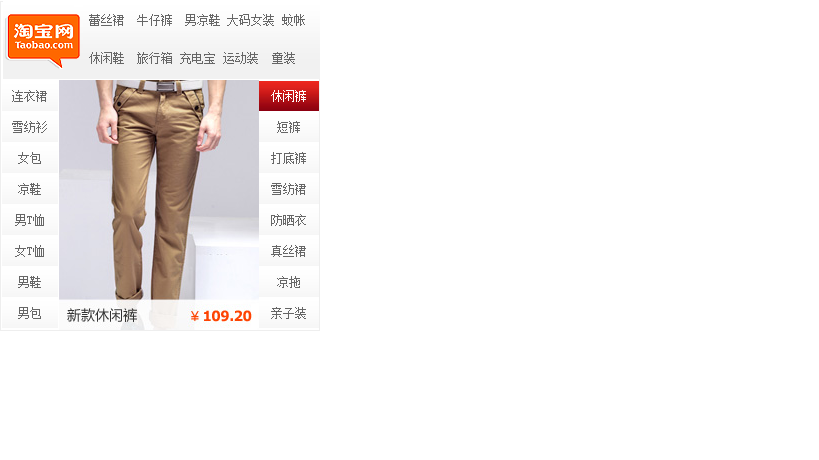 淘宝网
Taobao.com
蕾丝裙 牛仔裤 男凉鞋 大码女装 蚊帐
休闲鞋 旅行箱 充电宝 运动装 童装
连衣裙
雪纺衫
女包
凉鞋
男T恤
女T恤
男鞋
男包
新款休闲裤 ¥109.20
休闲裤
短裤
打底裤
雪纺裙
防晒衣
真丝裙
凉拖
亲子装